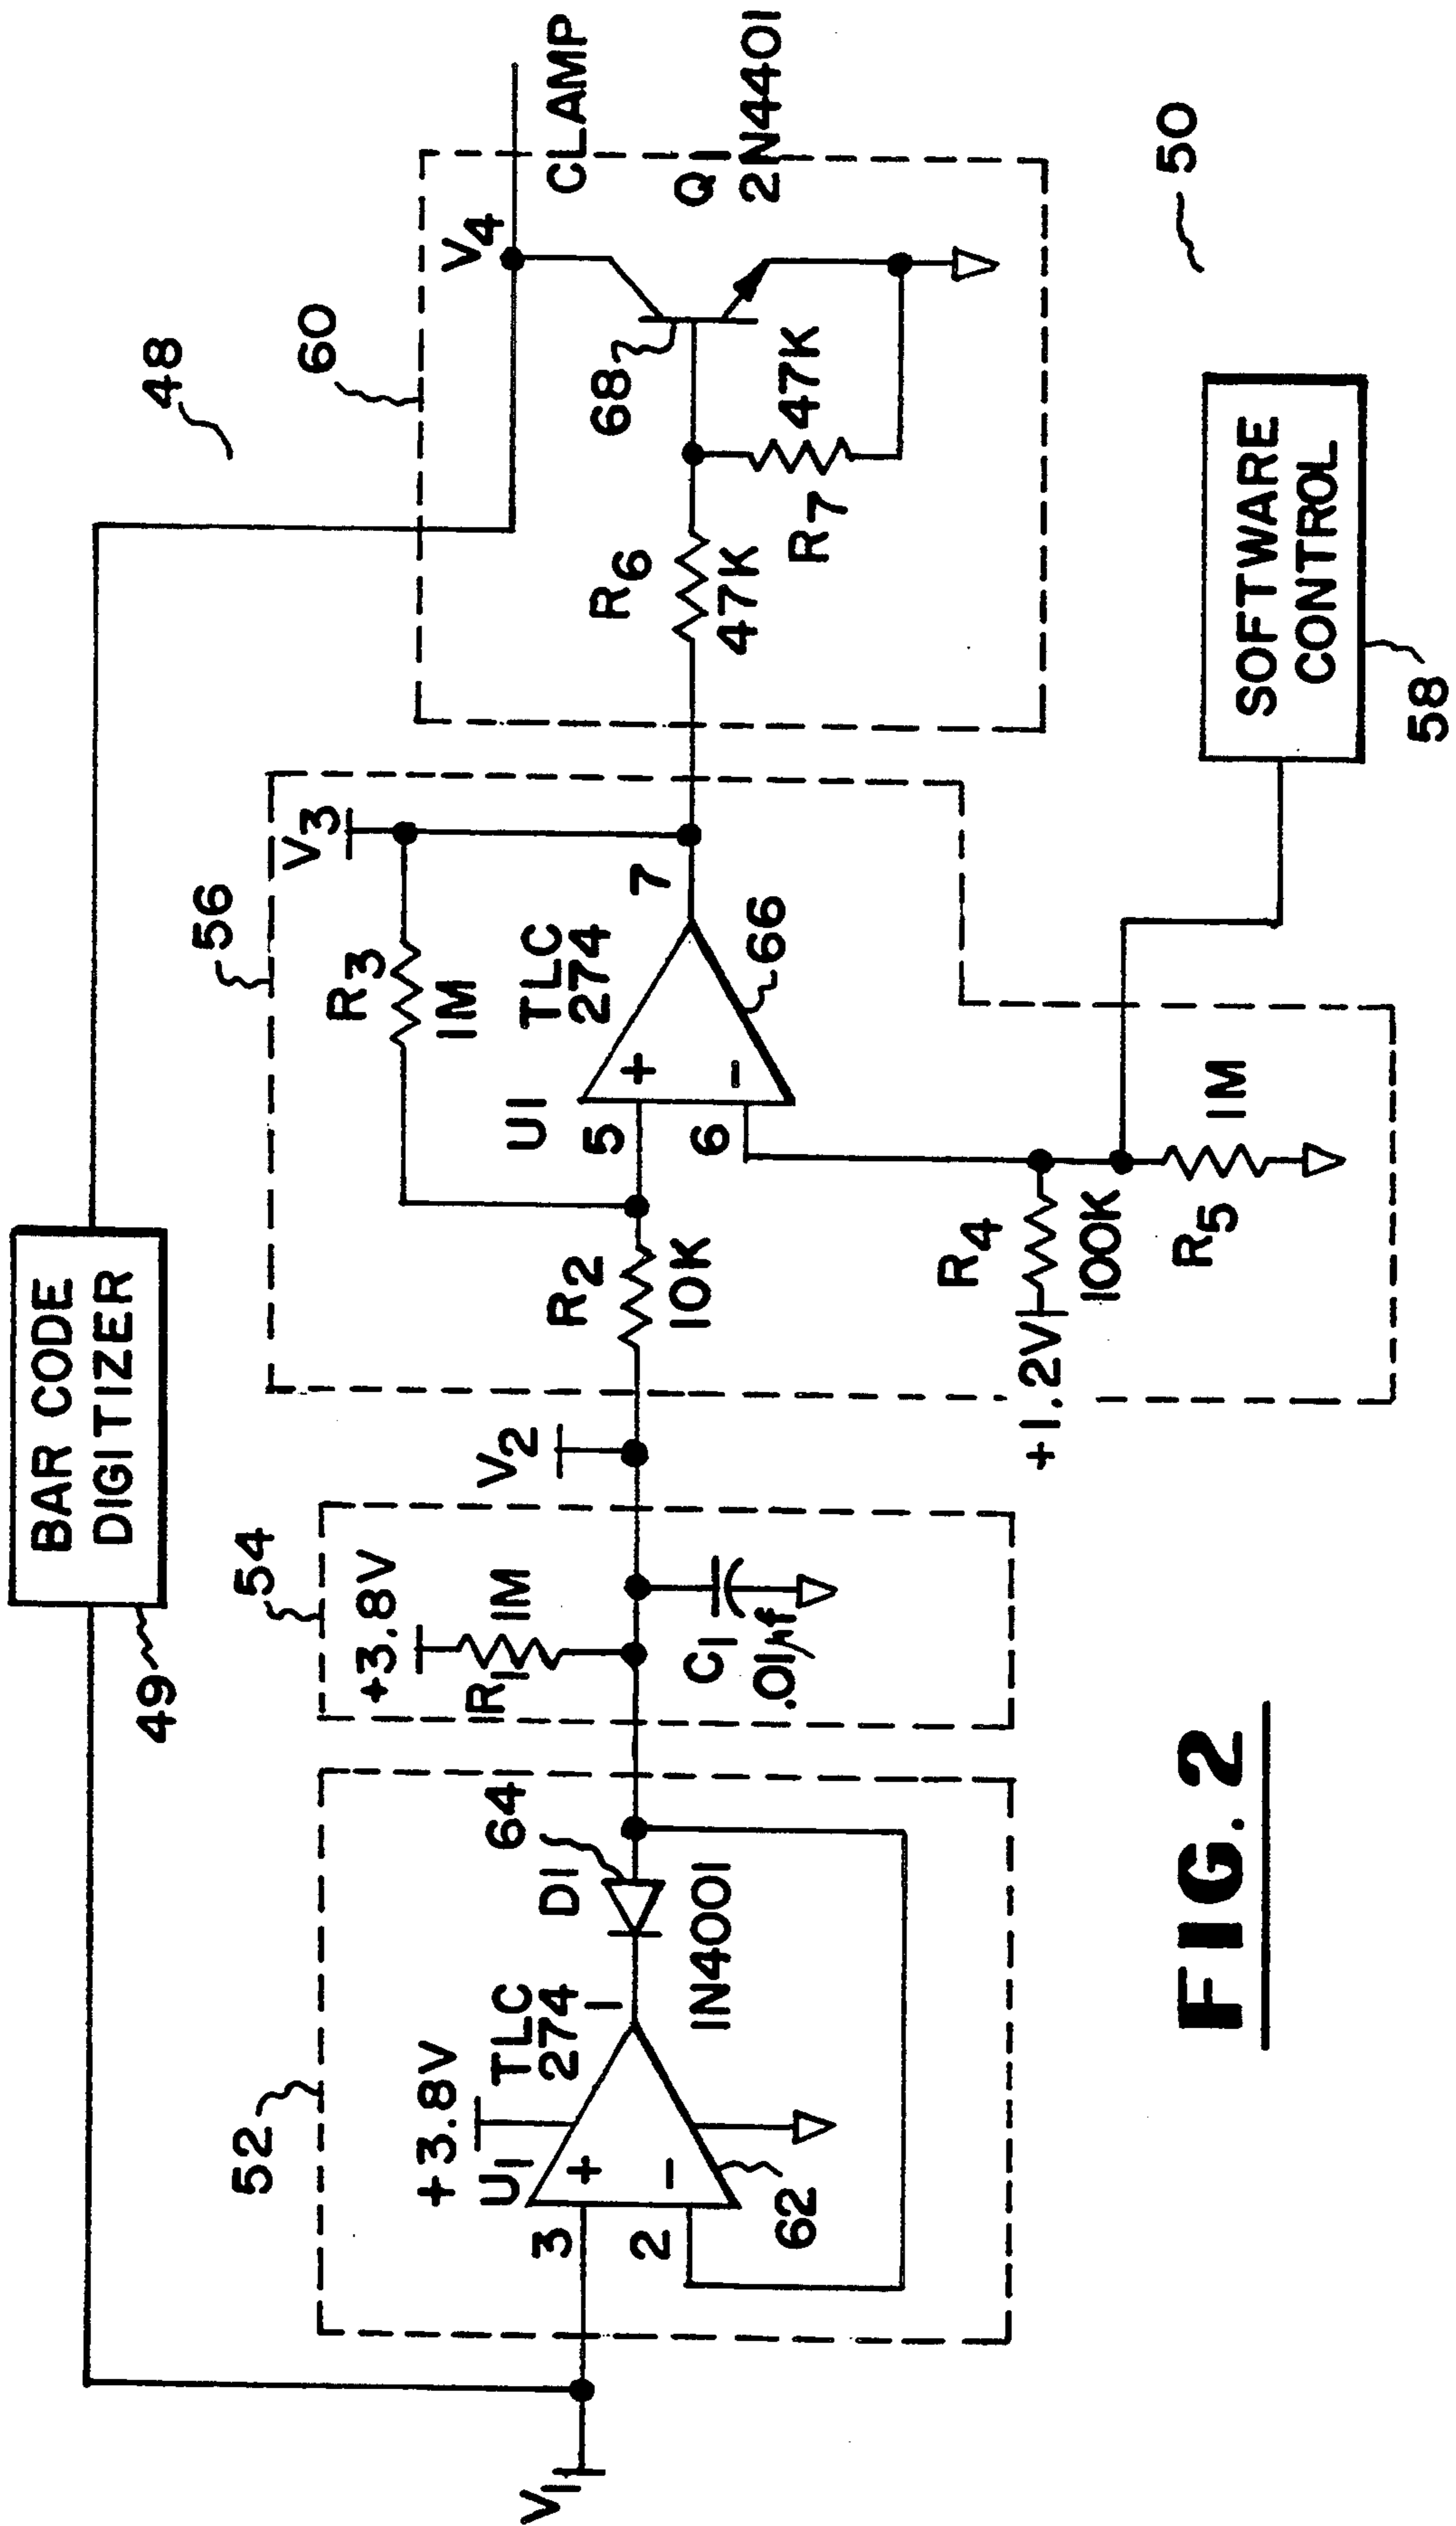 BAR CODE
DIGITIZER
49
48
50
52
+3.8V
U1
TLC
274
3
2
+
-
1
62
D1
64
1N4001
V1
54
+3.8V
R1
1M
C1
.01µf
V2
56
R2
10K
R3
1M
V3
U1
TLC
274
5
6
+
-
7
66
+1.2V
R4
100K
R5
1M
60
R6
47K
R7
47K
68
V4
CLAMP
Q1
2N4401
SOFTWARE
CONTROL
58
FIG. 2